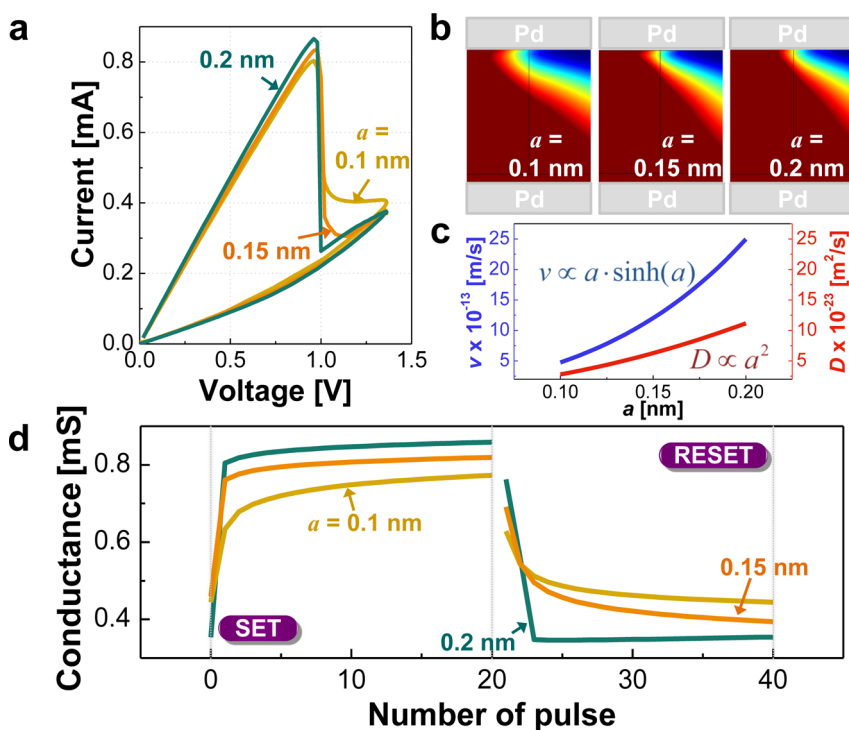 a
Current [mA]
0.8
0.6
0.4
0.2
0.0
0.0
0.5
1.0
1.5
Voltage [V]
0.2 nm
a =
0.1 nm
0.15 nm
b
Pd
Pd
Pd
a =
0.1 nm
a =
0.15 nm
a =
0.2 nm
Pd
Pd
Pd
c
v x 10⁻¹³ [m/s]
25
20
15
10
5
v ∝ a · sinh(a)
D ∝ a²
25
20
15
10
5
D x 10⁻²³ [m²/s]
0.10
0.15
0.20
a [nm]
d
Conductance [mS]
0.8
0.6
0.4
a = 0.1 nm
SET
RESET
0.15 nm
0.2 nm
0
10
20
30
40
Number of pulse